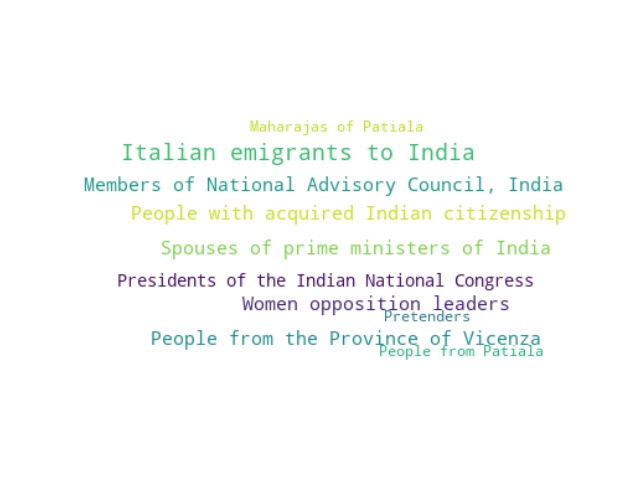 Maharajas of Patiala
Italian emigrants to India
Members of National Advisory Council, India
People with acquired Indian citizenship
Spouses of prime ministers of India
Presidents of the Indian National Congress
Women opposition leaders
Pretenders
People from the Province of Vicenza
People from Patiala